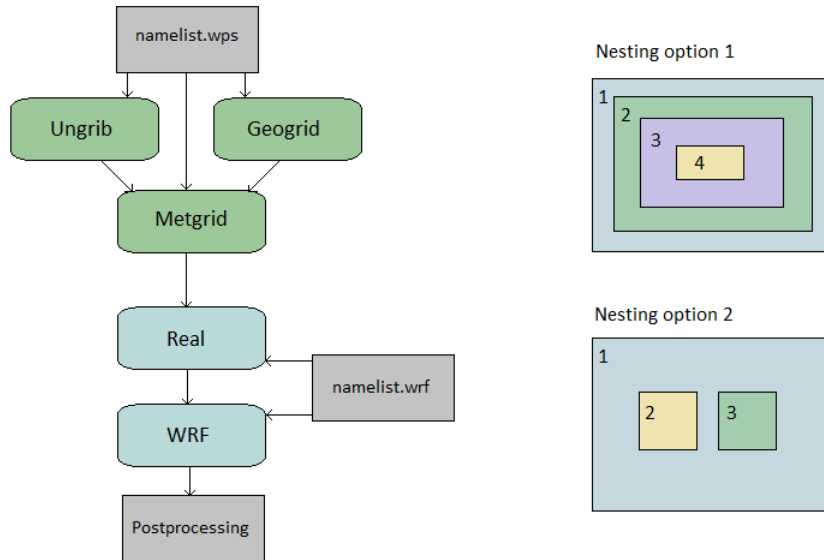 namelist.wps
Ungrib
Geogrid
Metgrid
Real
namelist.wrf
WRF
Postprocessing
Nesting option 1
1
2
3
4
Nesting option 2
1
2
3